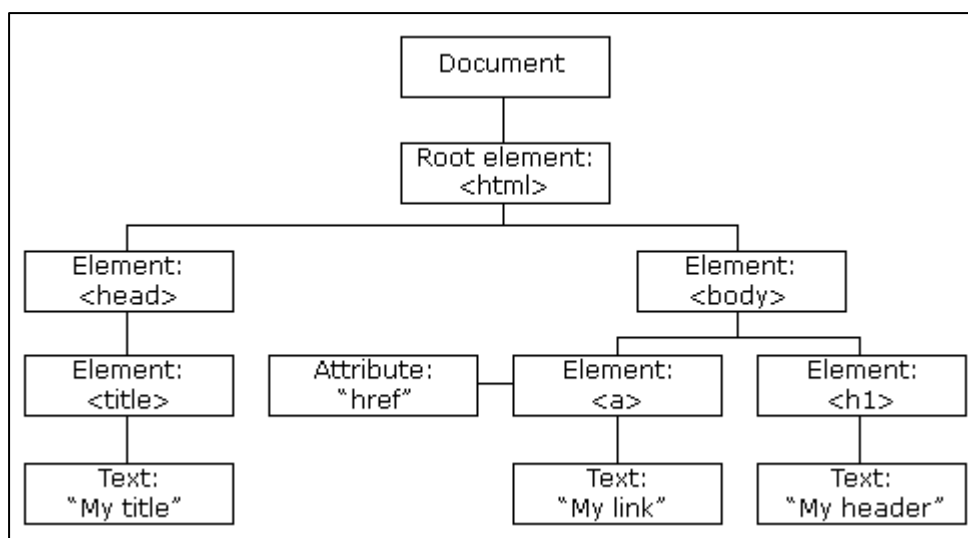 Document
Root element:
<html>
Element:
<head>
Element:
<body>
Element:
<title>
Attribute:
“href”
Element:
<a>
Element:
<h1>
Text:
“My title”
Text:
“My link”
Text:
“My header”